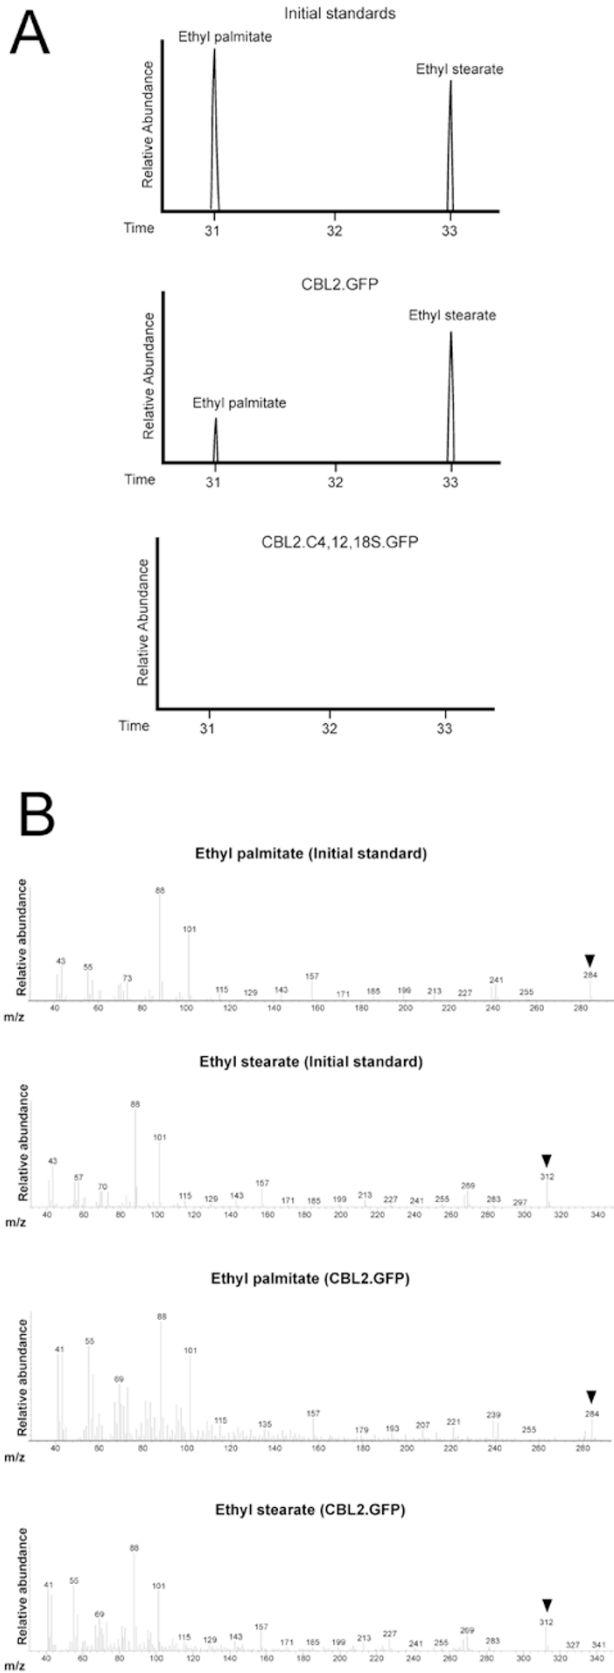 A
Initial standards
Ethyl palmitate
Ethyl stearate
Relative Abundance
Time
31 32 33
CBL2.GFP
Ethyl stearate
Ethyl palmitate
Relative Abundance
Time
31 32 33
CBL2.C4,12,18S.GFP
Relative Abundance
Time
31 32 33
B
Ethyl palmitate (Initial standard)
Relative abundance
88
101
43 55 73 115 129 143 157 171 185 199 213 227 241 255 284
40 60 80 100 120 140 160 180 200 220 240 260 280
m/z
Ethyl stearate (Initial standard)
Relative abundance
88
101
43 57 70 115 129 143 157 171 185 199 213 227 241 255 269 283 297 312
40 60 80 100 120 140 160 180 200 220 240 260 280 300 320 340
m/z
Ethyl palmitate (CBL2.GFP)
Relative abundance
88
41 55 69 101 115 135 157 179 193 207 221 239 255 284
40 60 80 100 120 140 160 180 200 220 240 260 280
m/z
Ethyl stearate (CBL2.GFP)
Relative abundance
88
41 55 69 101 115 129 143 157 171 185 199 213 227 241 255 269 283 312 327 341
40 60 80 100 120 140 160 180 200 220 240 260 280 300 320 340
m/z